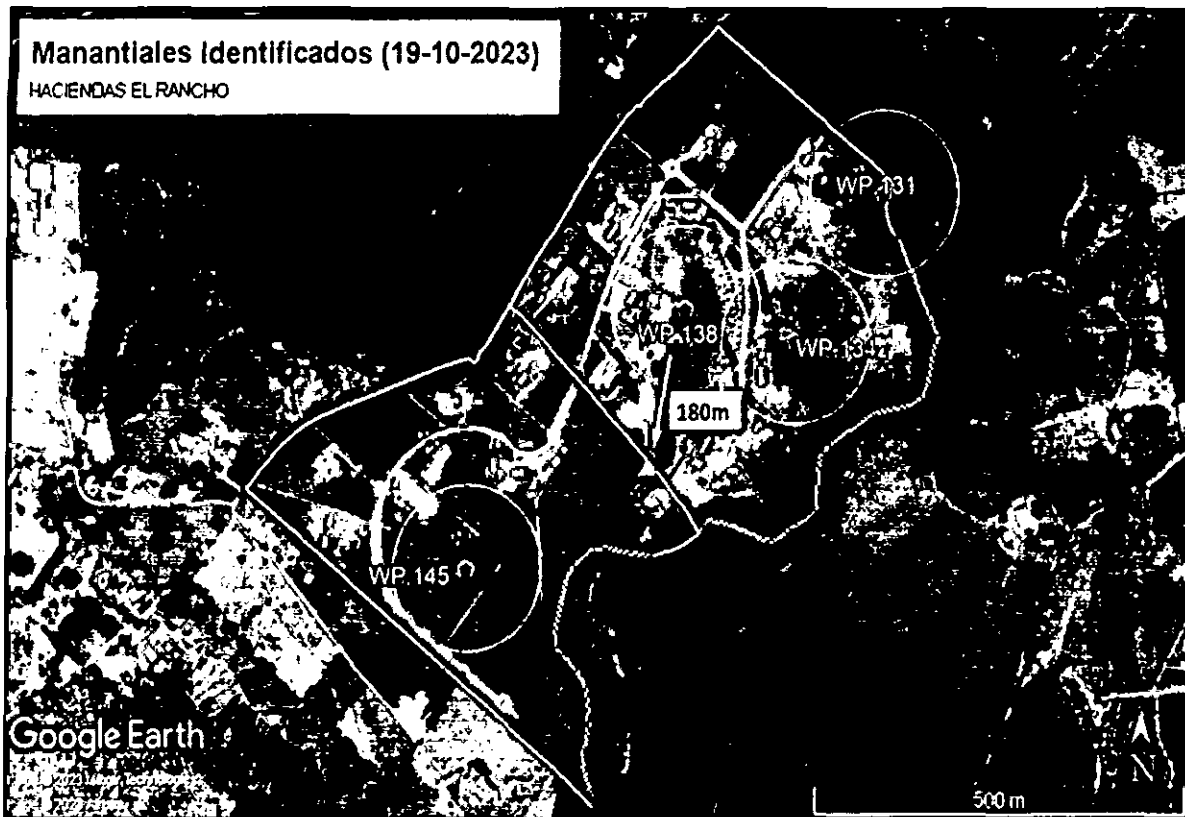 Manantiales Identificados (19-10-2023)
HACIENDAS EL RANCHO
WP.131
WP.138
WP.134
180m
WP.145
Google Earth
N
500 m